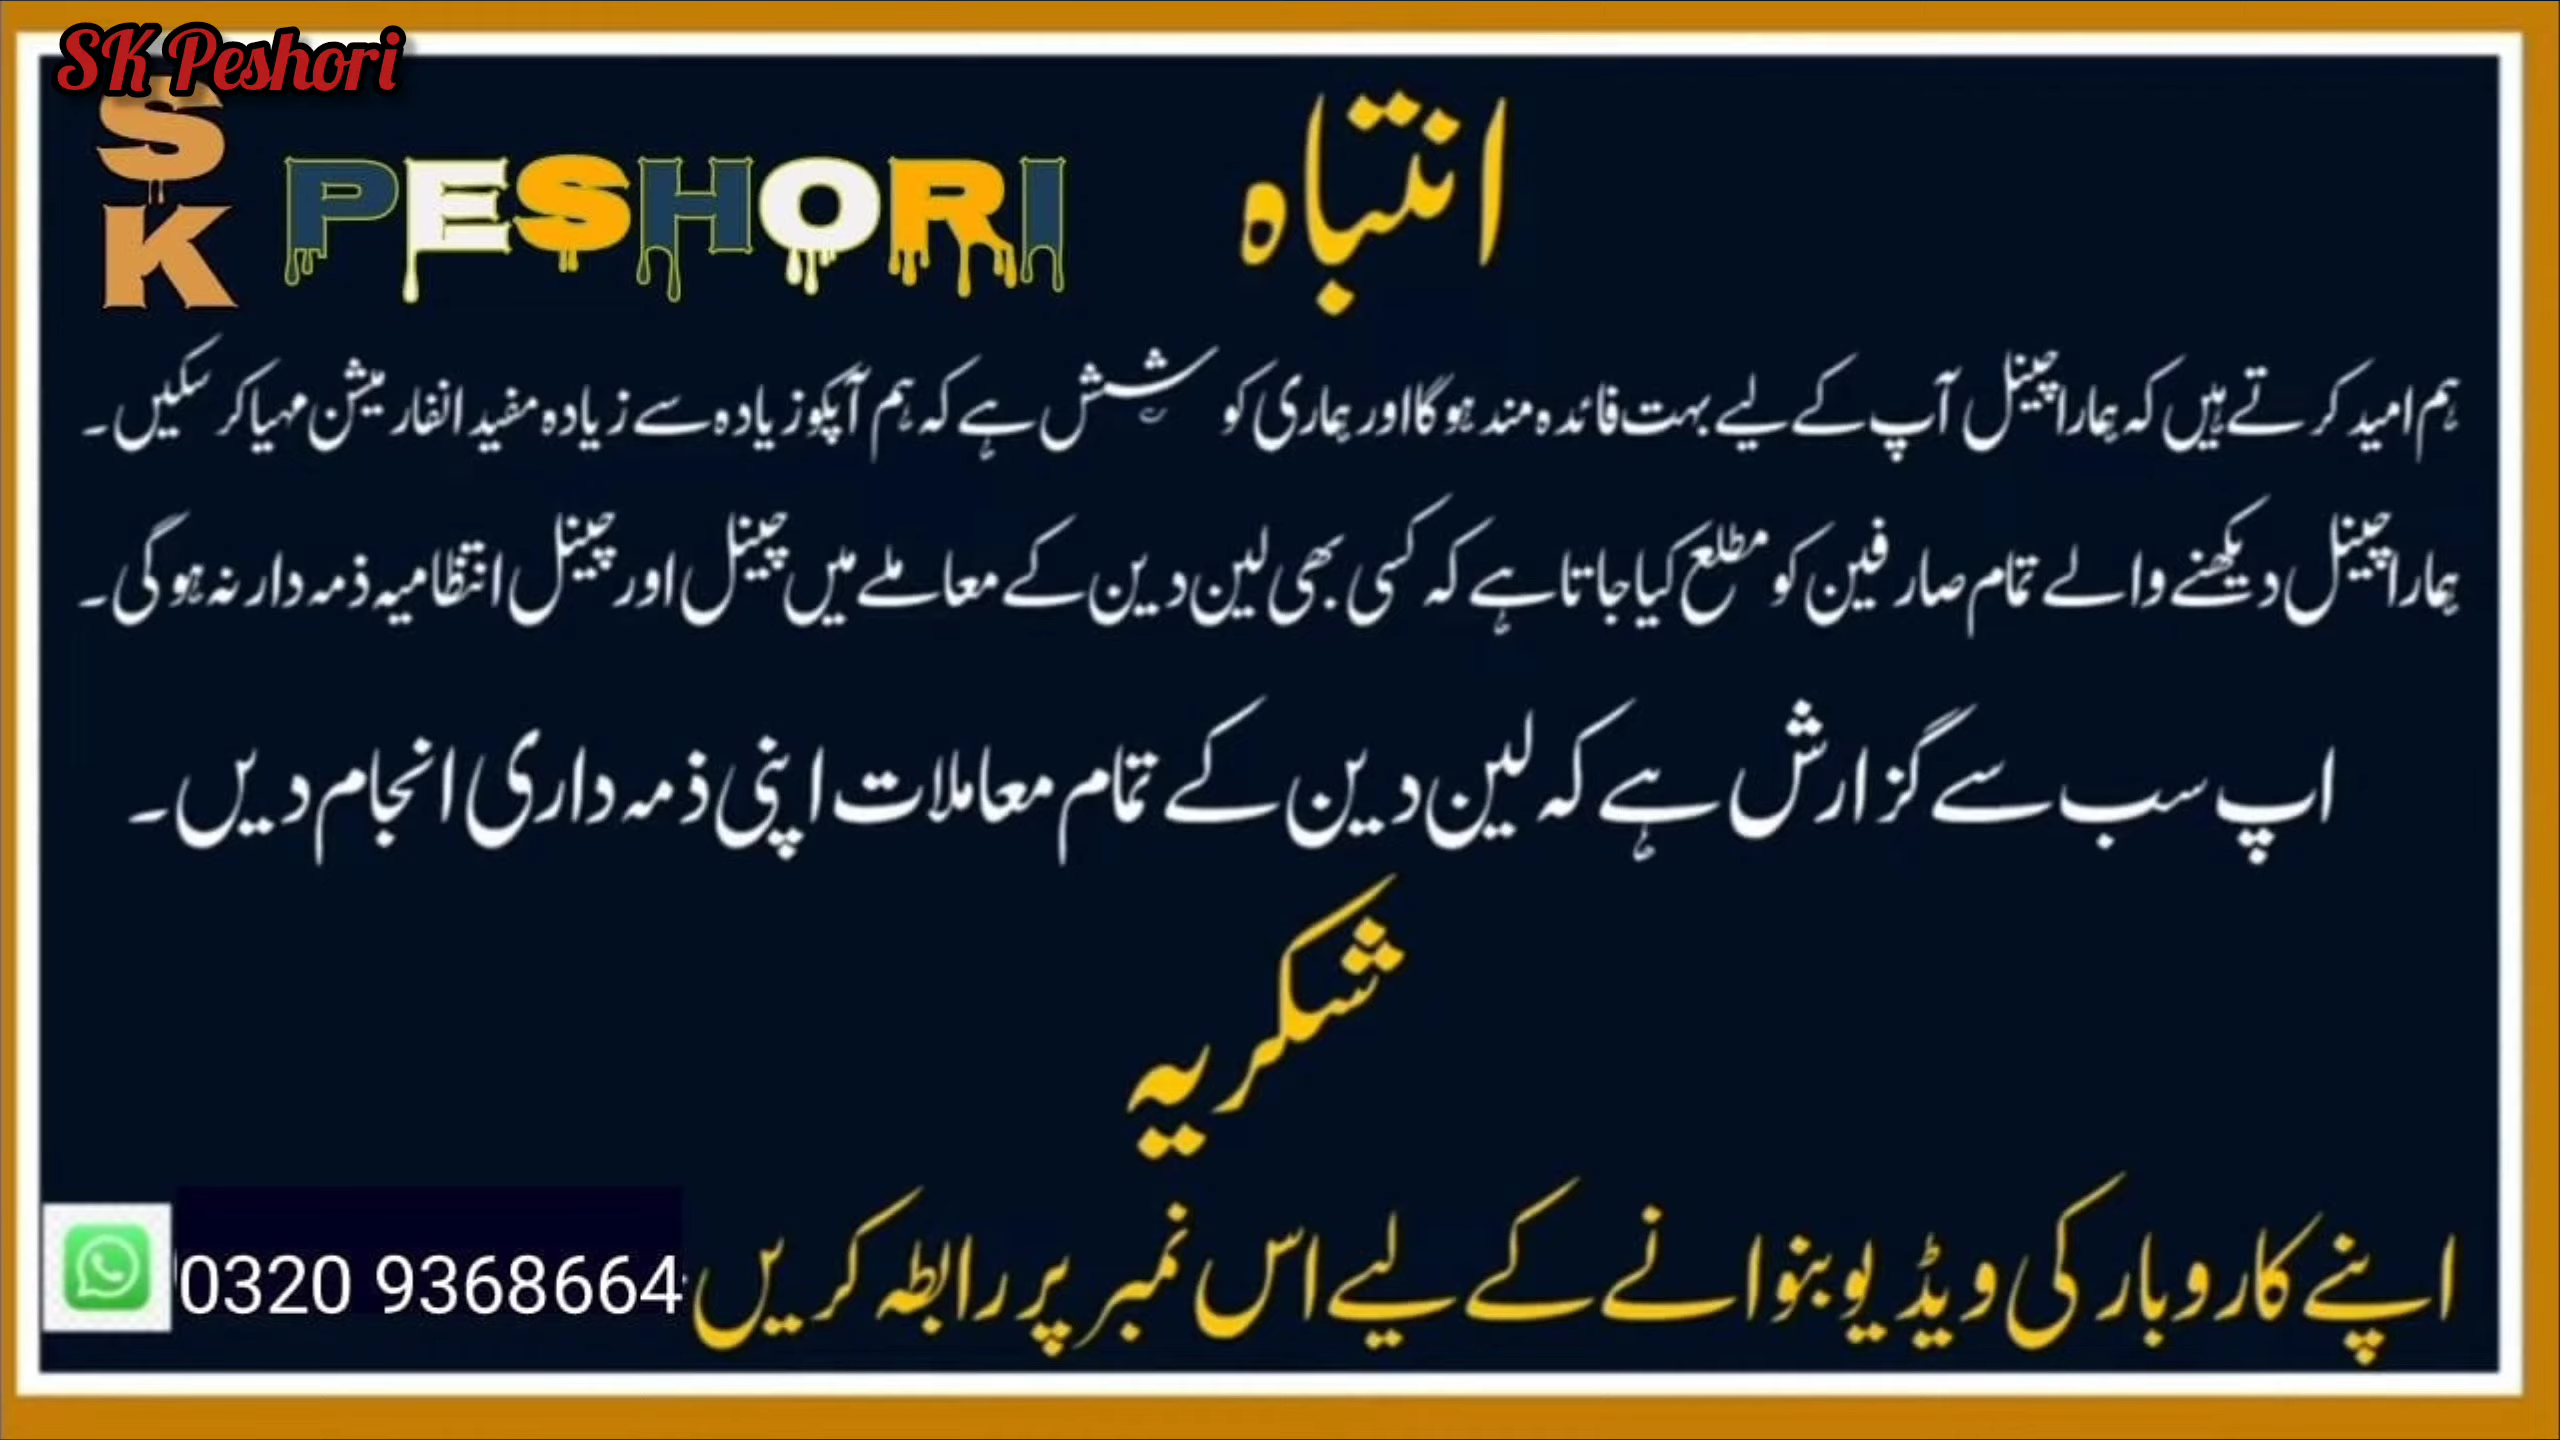 SK Peshori
SK PESHORI
انتباہ
ہم امید کرتے ہیں کہ ہمارا چینل آپ کے لیے بہت فائدہ مند ہو گا اور ہماری کوشش ہے کہ ہم آپکو زیادہ سے زیادہ مفید انفارمیشن مہیا کر سکیں۔
ہمارا چینل دیکھنے والے تمام صارفین کو مطلع کیا جاتا ہے کہ کسی بھی لین دین کے معاملے میں چینل اور چینل انتظامیہ ذمہ دار نہ ہوگی۔
اپ سب سے گزارش ہے کہ لین دین کے تمام معاملات اپنی ذمہ داری انجام دیں۔
شکریہ
اپنے کاروبار کی ویڈیو بنوانے کے لیے اس نمبر پر رابطہ کریں
0320 9368664